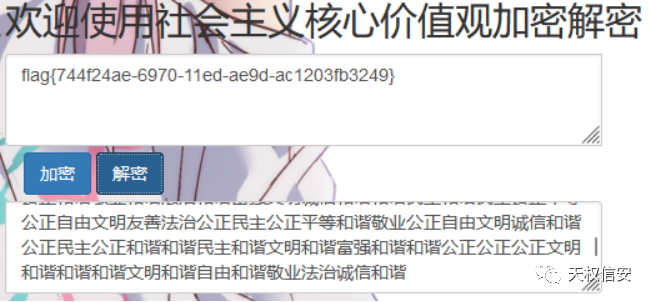 欢迎使用社会主义核心价值观加密解密
flag{744f24ae-6970-11ed-ae9d-ac1203fb3249}
加密 解密
公正自由文明友善法治公正民主公正平等和谐敬业公正自由文明诚信和谐
公正民主公正和谐和谐民主和谐文明和谐富强和谐和谐公正公正公正文明
和谐和谐和谐文明和谐自由和谐敬业法治诚信和谐
天权信安